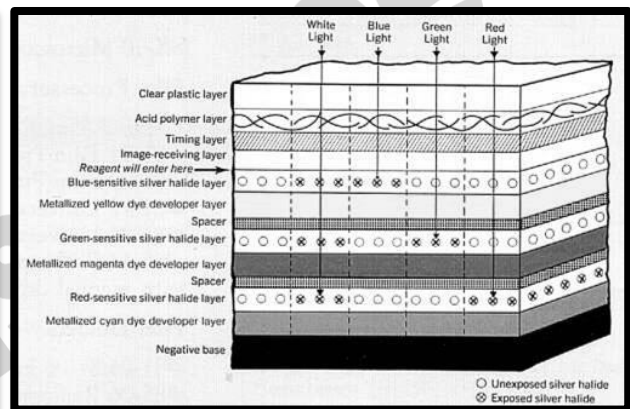 White Light
Blue Light
Green Light
Red Light
Clear plastic layer
Acid polymer layer
Timing layer
Image-receiving layer
Reagent will enter here
Blue-sensitive silver halide layer
Metallized yellow dye developer layer
Spacer
Green-sensitive silver halide layer
Metallized magenta dye developer layer
Spacer
Red-sensitive silver halide layer
Metallized cyan dye developer layer
Negative base
Unexposed silver halide
Exposed silver halide